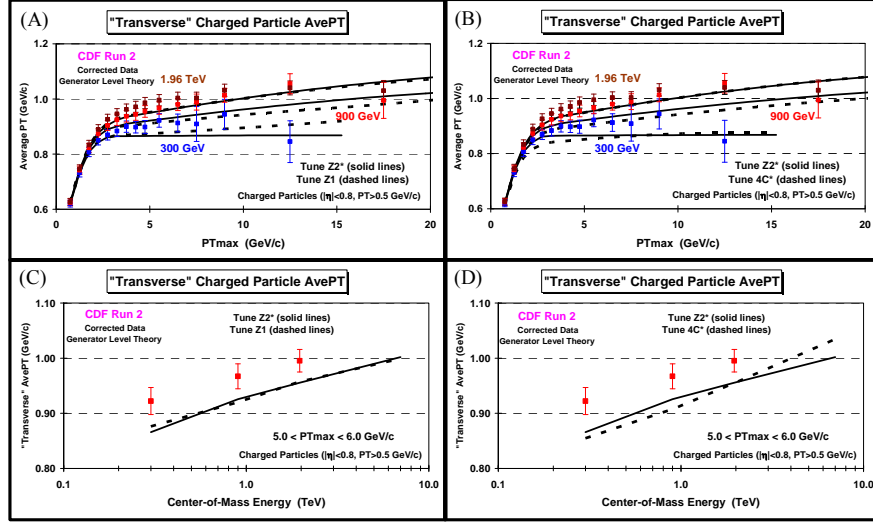 (A)
"Transverse" Charged Particle AvePT
CDF Run 2
Corrected Data
Generator Level Theory
1.96 TeV
900 GeV
300 GeV
Tune Z2* (solid lines)
Tune Z1 (dashed lines)
Charged Particles (|η|<0.8, PT>0.5 GeV/c)
Average PT (GeV/c)
1.2
1.0
0.8
0.6
0 5 10 15 20
PTmax (GeV/c)
(B)
"Transverse" Charged Particle AvePT
CDF Run 2
Corrected Data
Generator Level Theory
1.96 TeV
900 GeV
300 GeV
Tune Z2* (solid lines)
Tune 4C* (dashed lines)
Charged Particles (|η|<0.8, PT>0.5 GeV/c)
Average PT (GeV/c)
1.2
1.0
0.8
0.6
0 5 10 15 20
PTmax (GeV/c)
(C)
"Transverse" Charged Particle AvePT
CDF Run 2
Corrected Data
Generator Level Theory
Tune Z2* (solid lines)
Tune Z1 (dashed lines)
5.0 < PTmax < 6.0 GeV/c
Charged Particles (|η|<0.8, PT>0.5 GeV/c)
"Transverse" AvePT (GeV/c)
1.10
1.00
0.90
0.80
0.1 1.0 10.0
Center-of-Mass Energy (TeV)
(D)
"Transverse" Charged Particle AvePT
CDF Run 2
Corrected Data
Generator Level Theory
Tune Z2* (solid lines)
Tune 4C* (dashed lines)
5.0 < PTmax < 6.0 GeV/c
Charged Particles (|η|<0.8, PT>0.5 GeV/c)
"Transverse" AvePT (GeV/c)
1.10
1.00
0.90
0.80
0.1 1.0 10.0
Center-of-Mass Energy (TeV)